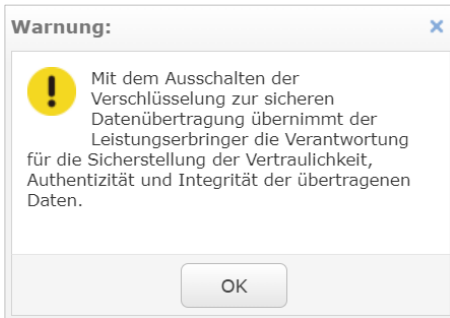 Warnung:
Mit dem Ausschalten der
Verschlüsselung zur sicheren
Datenübertragung übernimmt der
Leistungserbringer die Verantwortung
für die Sicherstellung der Vertraulichkeit,
Authentizität und Integrität der übertragenen
Daten.
OK